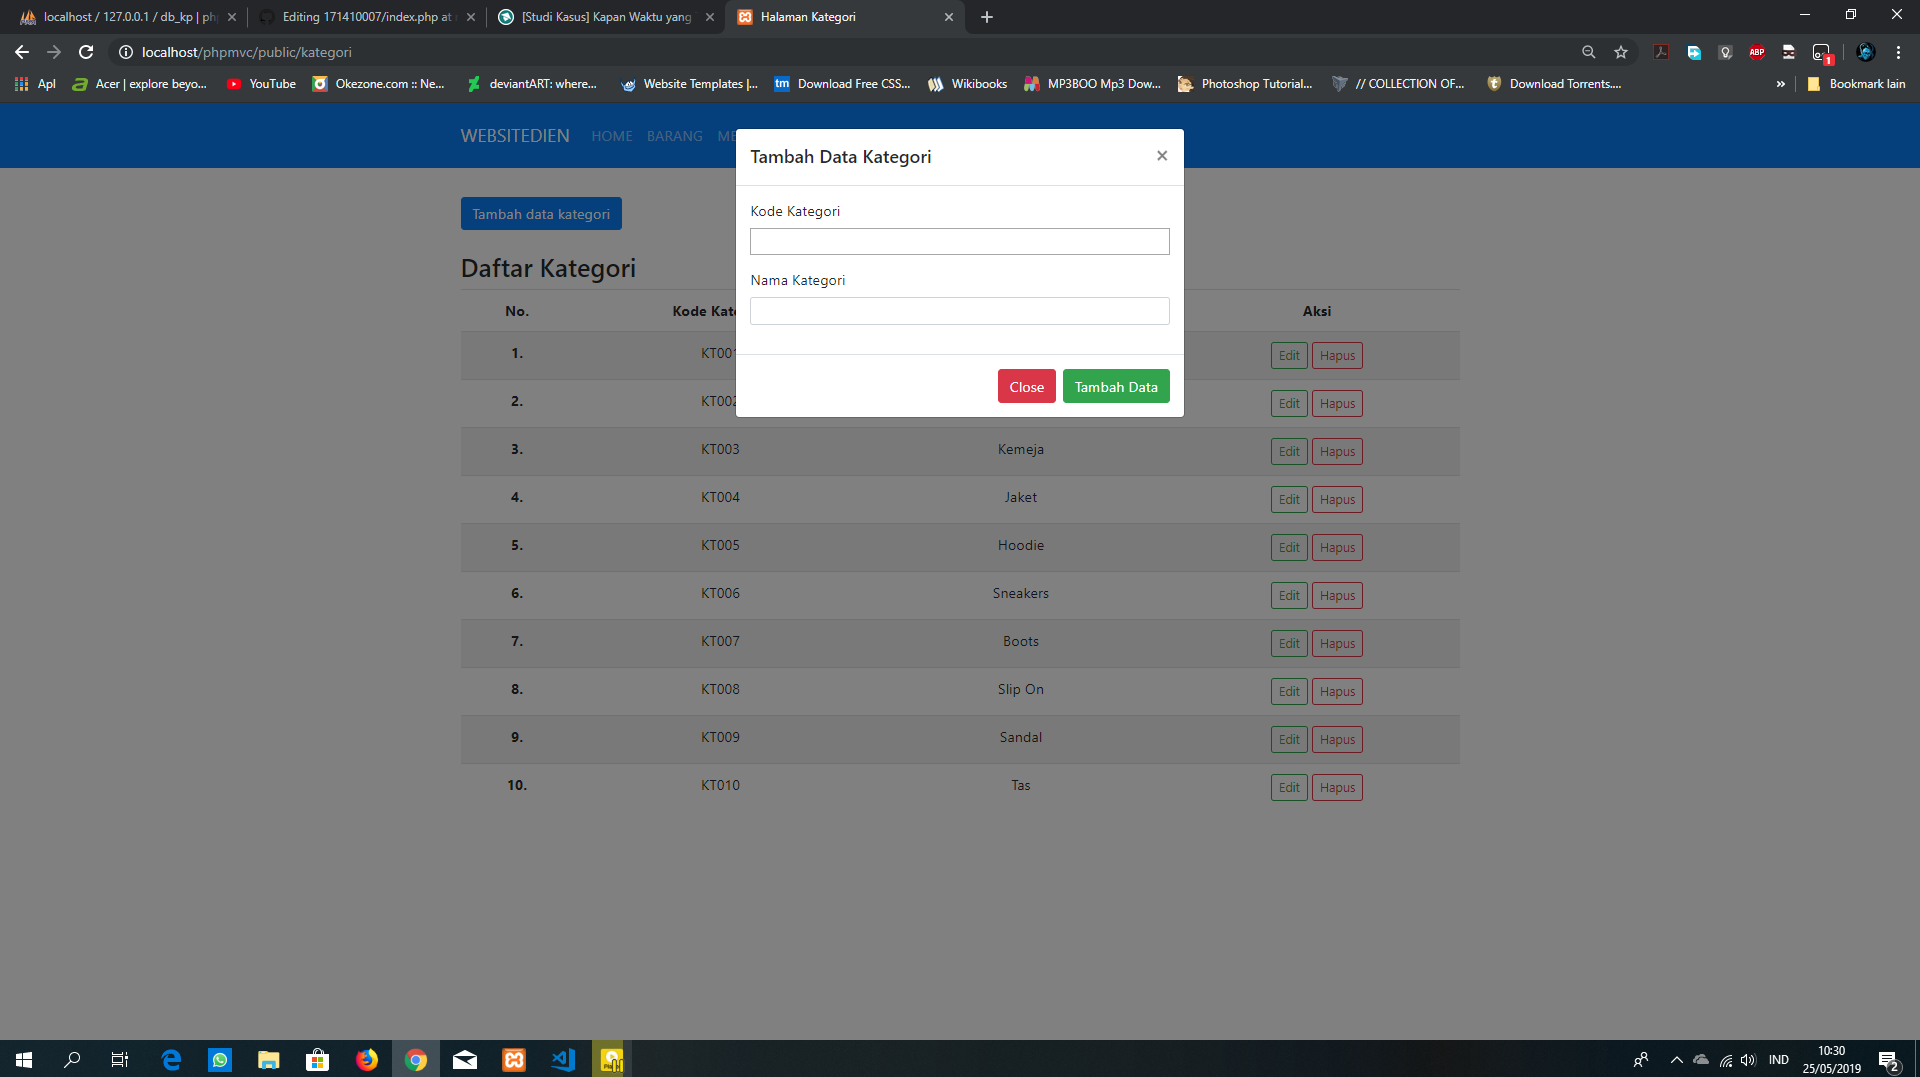 localhost / 127.0.0.1 / db_kp | ph
Editing 171410007/index.php at
[Studi Kasus] Kapan Waktu yang
Halaman Kategori
localhost/phpmvc/public/kategori
ABP
1
Apl
Acer | explore beyo...
YouTube
Okezone.com :: Ne...
deviantART: where...
Website Templates |...
tm Download Free CSS...
Wikibooks
MP3BOO Mp3 Dow...
Photoshop Tutorial...
// COLLECTION OF...
Download Torrents....
»
Bookmark lain
WEBSITEDIEN HOME BARANG ME
Tambah Data Kategori ×
Kode Kategori
Nama Kategori
Close Tambah Data
Tambah data kategori
Daftar Kategori
No. Kode Kate Aksi
1. KT001 Edit Hapus
2. KT002 Edit Hapus
3. KT003 Kemeja Edit Hapus
4. KT004 Jaket Edit Hapus
5. KT005 Hoodie Edit Hapus
6. KT006 Sneakers Edit Hapus
7. KT007 Boots Edit Hapus
8. KT008 Slip On Edit Hapus
9. KT009 Sandal Edit Hapus
10. KT010 Tas Edit Hapus
IND
10:30
25/05/2019
2